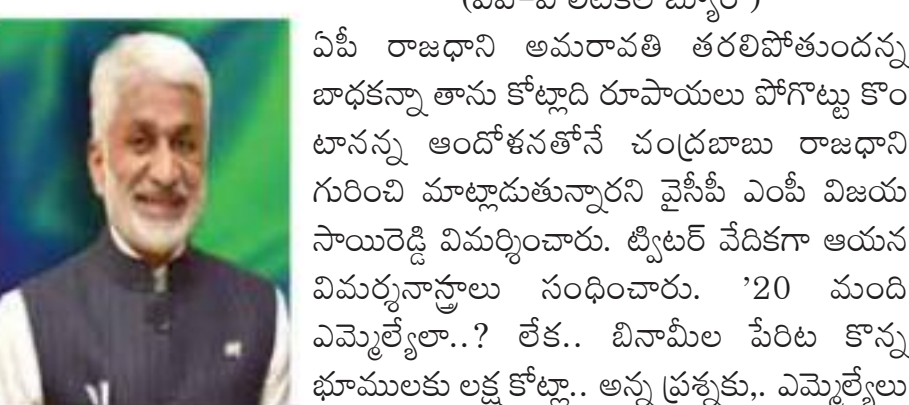 ఏపీ రాజధాని అమరావతి తరలిపోతుందన్న
బాధకన్నా తాను కోట్లాది రూపాయలు పోగొట్టు కొం
టానన్న ఆందోళనతోనే చంద్రబాబు రాజధాని
గురించి మాట్లాడుతున్నారని వైసీపీ ఎంపీ విజయ
సాయిరెడ్డి విమర్శించారు. ట్విటర్ వేదికగా ఆయన
విమర్శనాస్త్రాలు సంధించారు. ’20 మంది
ఎమ్మెల్యేలా..? లేక.. బినామీల పేరిట కొన్న
భూములకు లక్ష కోట్లా.. అన్న ప్రశ్నకు,. ఎమ్మెల్యేలు